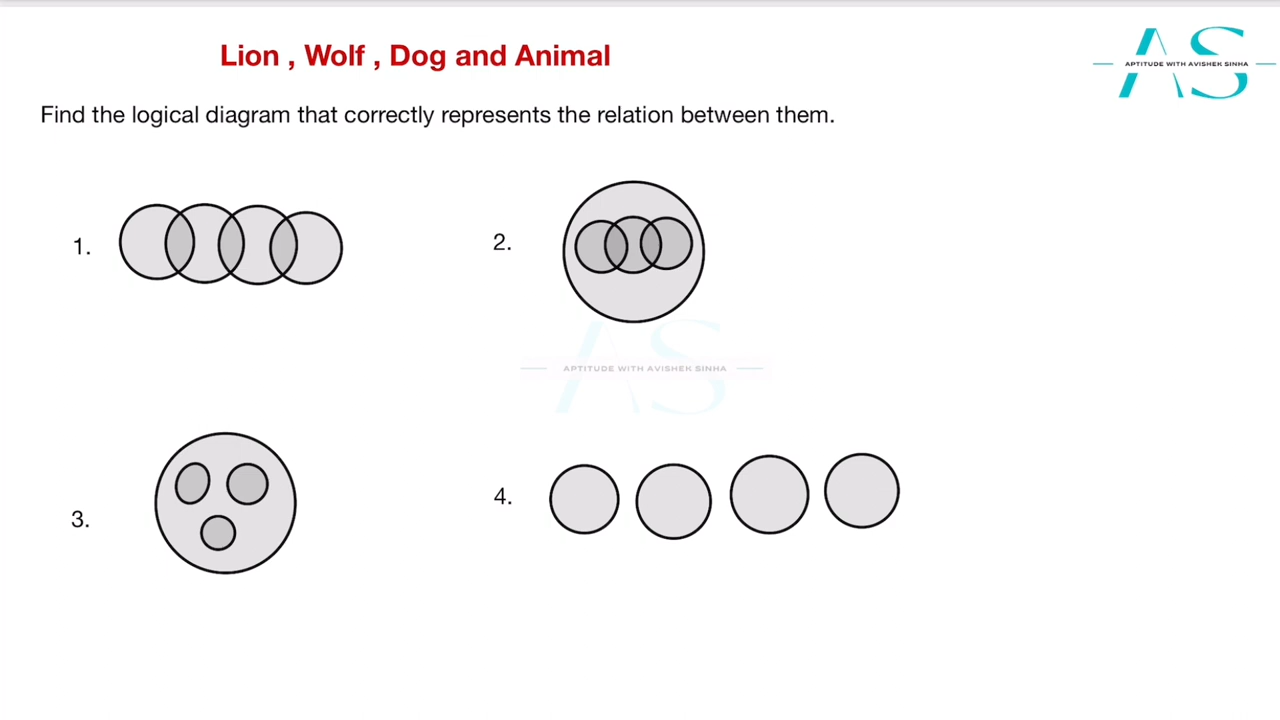 Lion , Wolf , Dog and Animal
APTITUDE WITH AVISHEK SINHA
Find the logical diagram that correctly represents the relation between them.
1.
2.
APTITUDE WITH AVISHEK SINHA
3.
4.